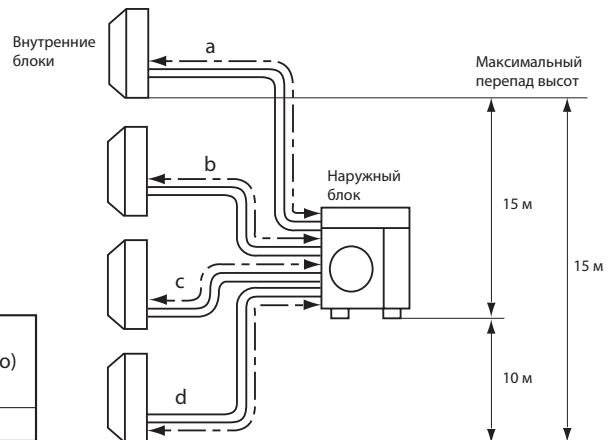 Внутренние
блоки
a
Максимальный
перепад высот
b
Наружный
блок
15 м
15 м
c
о)
10 м
d